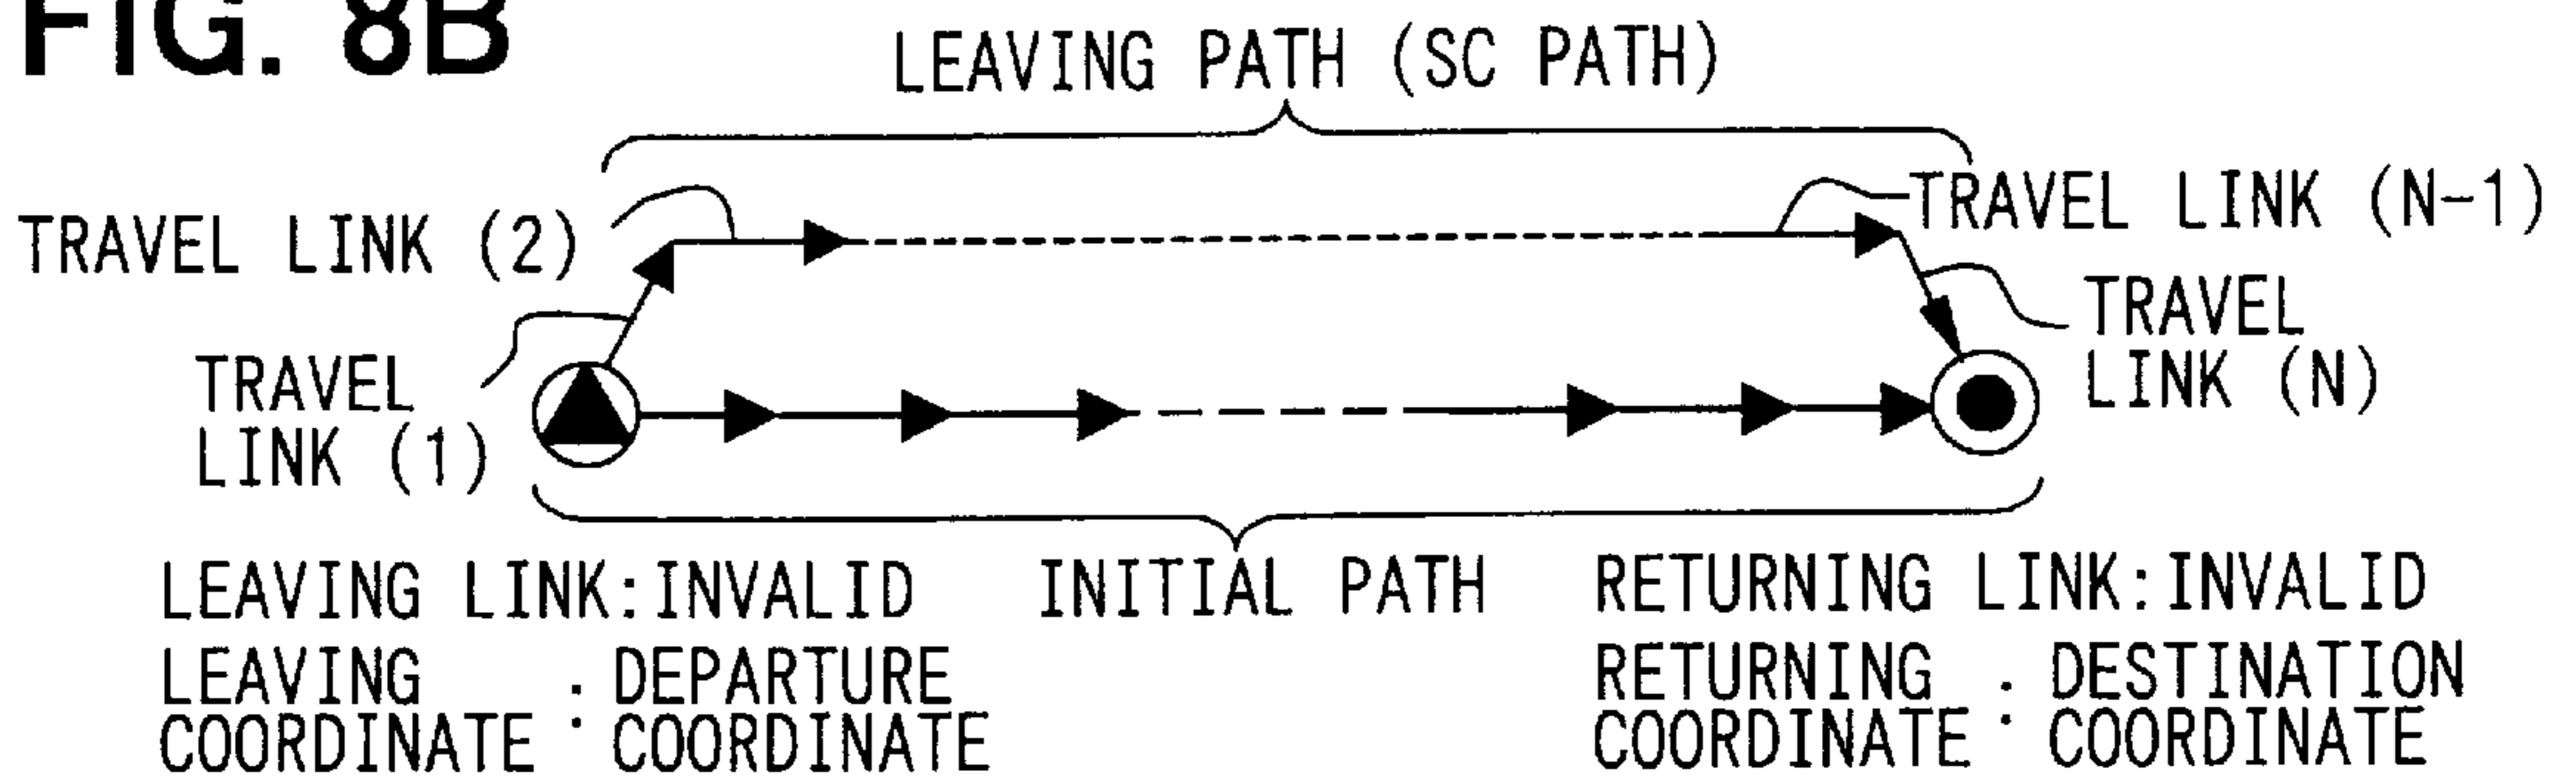 FIG. 8B
LEAVING PATH (SC PATH)
TRAVEL LINK (2)
TRAVEL LINK (N-1)
TRAVEL
LINK (1)
TRAVEL
LINK (N)
INITIAL PATH
LEAVING LINK:INVALID
LEAVING COORDINATE : DEPARTURE COORDINATE
RETURNING LINK:INVALID
RETURNING COORDINATE : DESTINATION COORDINATE